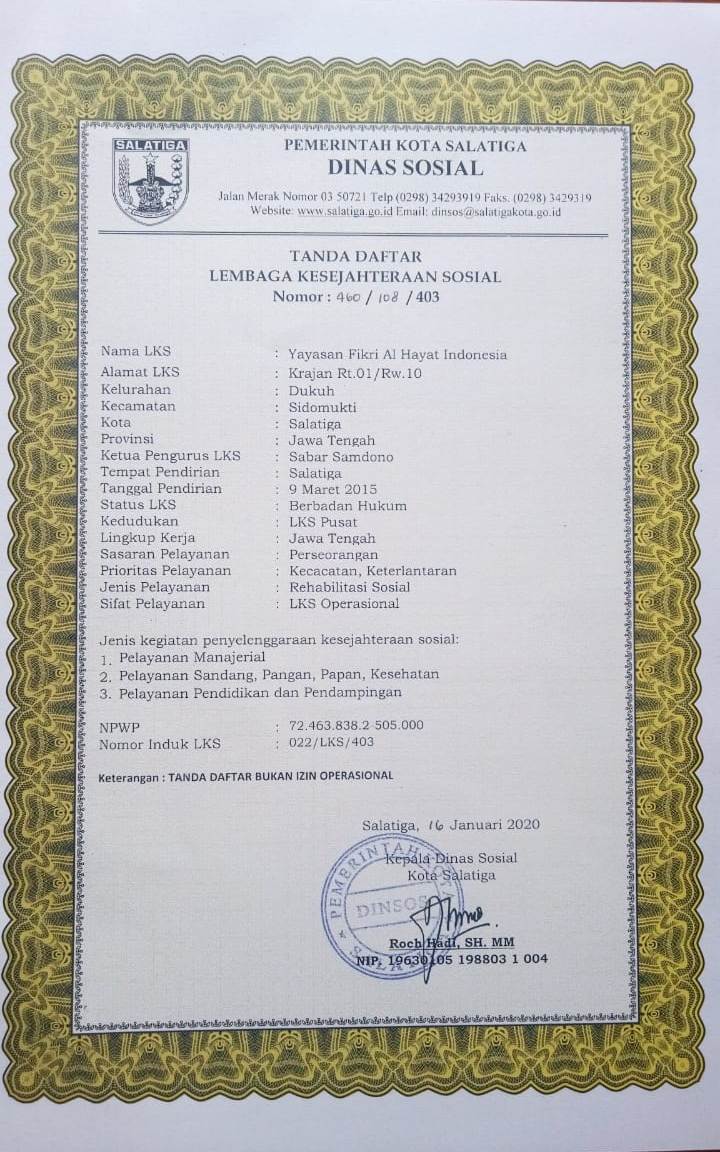 SALATIGA
PEMERINTAH KOTA SALATIGA
DINAS SOSIAL
Jalan Merak Nomor 03 50721 Telp (0298) 34293919 Faks. (0298) 3429319
Website: www.salatiga.go.id Email: dinsos@salatigakota.go.id
TANDA DAFTAR
LEMBAGA KESEJAHTERAAN SOSIAL
Nomor : 460 / 108 / 403
Nama LKS : Yayasan Fikri Al Hayat Indonesia
Alamat LKS : Krajan Rt.01/Rw.10
Kelurahan : Dukuh
Kecamatan : Sidomukti
Kota : Salatiga
Provinsi : Jawa Tengah
Ketua Pengurus LKS : Sabar Samdono
Tempat Pendirian : Salatiga
Tanggal Pendirian : 9 Maret 2015
Status LKS : Berbadan Hukum
Kedudukan : LKS Pusat
Lingkup Kerja : Jawa Tengah
Sasaran Pelayanan : Perseorangan
Prioritas Pelayanan : Kecacatan, Keterlantaran
Jenis Pelayanan : Rehabilitasi Sosial
Sifat Pelayanan : LKS Operasional
Jenis kegiatan penyelenggaraan kesejahteraan sosial:
1. Pelayanan Manajerial
2. Pelayanan Sandang, Pangan, Papan, Kesehatan
3. Pelayanan Pendidikan dan Pendampingan
NPWP : 72.463.838.2-505.000
Nomor Induk LKS : 022/LKS/403
Keterangan : TANDA DAFTAR BUKAN IZIN OPERASIONAL
Salatiga, 16 Januari 2020
Kepala Dinas Sosial
Kota Salatiga
PEMERINTAH KOTA
DINSOS
SALATIGA
Roch Hadi, SH. MM
NIP. 19630105 198803 1 004